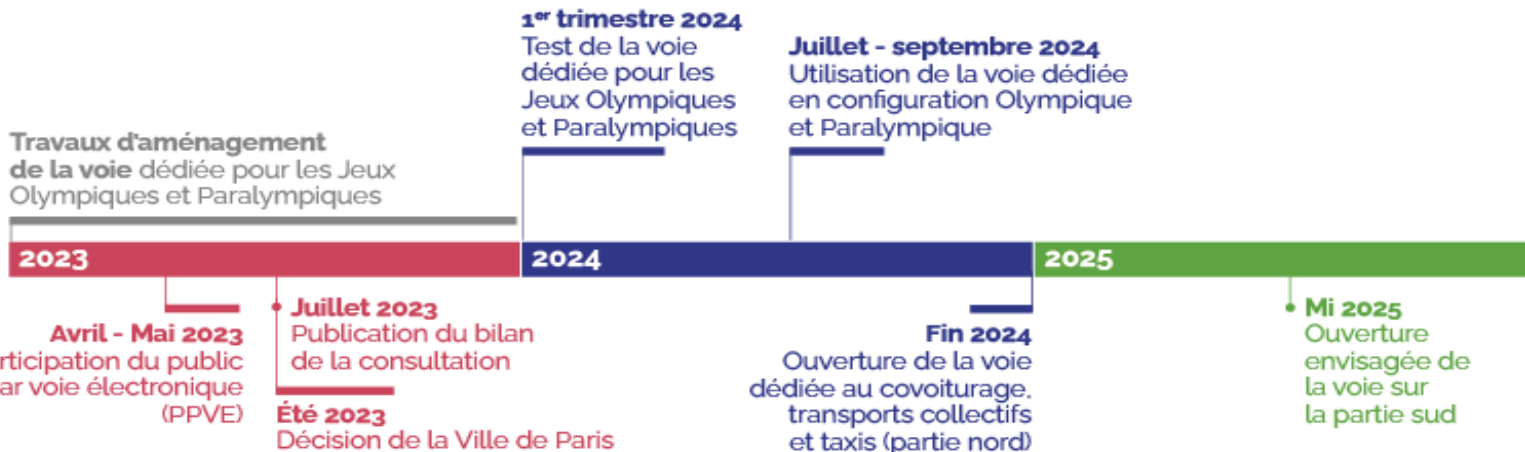 1er trimestre 2024
Test de la voie
dédiée pour les
Jeux Olympiques
et Paralympiques
Juillet - septembre 2024
Utilisation de la voie dédiée
en configuration Olympique
et Paralympique
Travaux d'aménagement
de la voie dédiée pour les Jeux
Olympiques et Paralympiques
2023
2024
2025
Avril - Mai 2023
rticipation du public
ar voie électronique
(PPVE)
Juillet 2023
Publication du bilan
de la consultation
Été 2023
Décision de la Ville de Paris
Fin 2024
Ouverture de la voie
dédiée au covoiturage,
transports collectifs
et taxis (partie nord)
Mi 2025
Ouverture
envisagée de
la voie sur
la partie sud